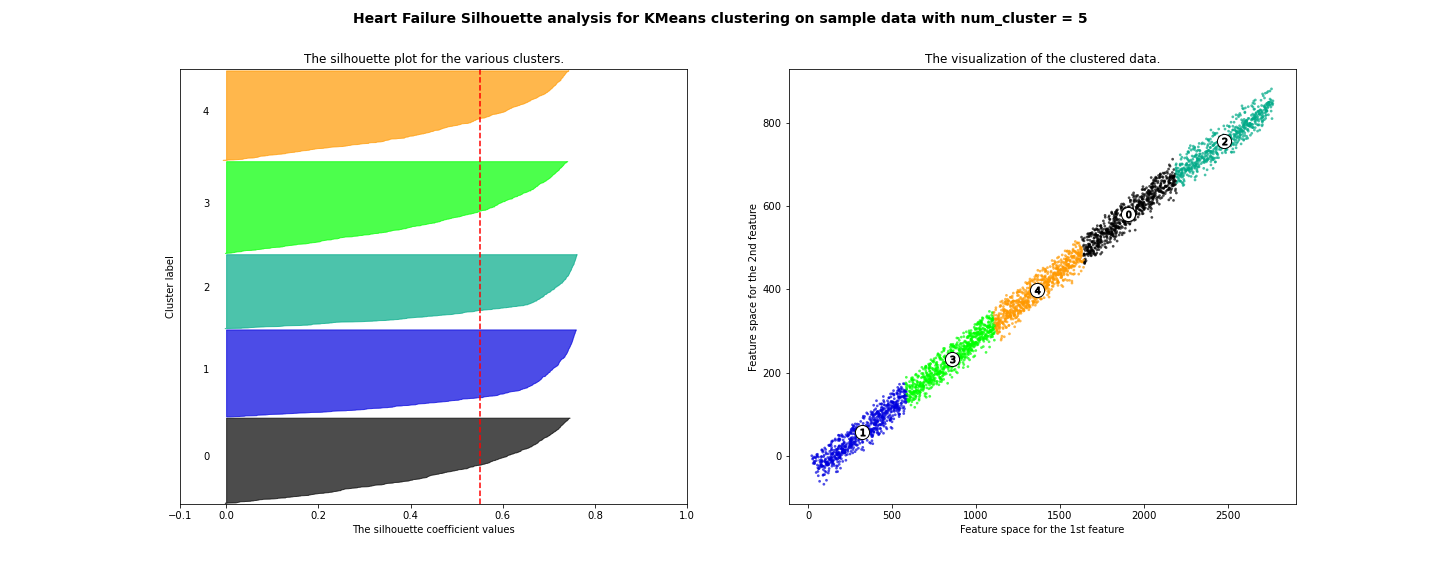 Heart Failure Silhouette analysis for KMeans clustering on sample data with num_cluster = 5
The silhouette plot for the various clusters.
Cluster label
4
3
2
1
0
−0.1 0.0 0.2 0.4 0.6 0.8 1.0
The silhouette coefficient values
The visualization of the clustered data.
Feature space for the 2nd feature
800
600
400
200
0
2
0
4
3
1
0 500 1000 1500 2000 2500
Feature space for the 1st feature